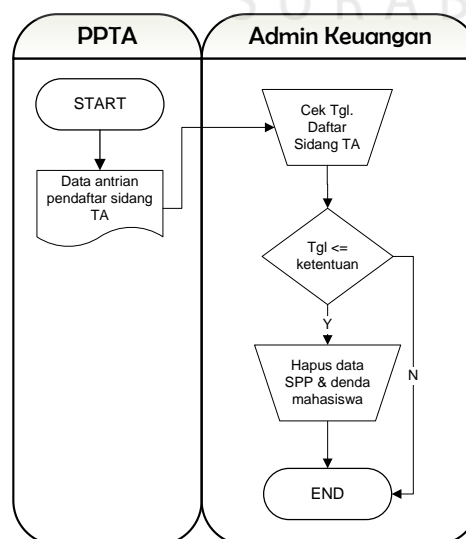 S U R A B
PPTA
Admin Keuangan
START
Data antrian
pendaftar sidang
TA
Cek Tgl.
Daftar
Sidang TA
Tgl <=
ketentuan
Y
N
Hapus data
SPP & denda
mahasiswa
END